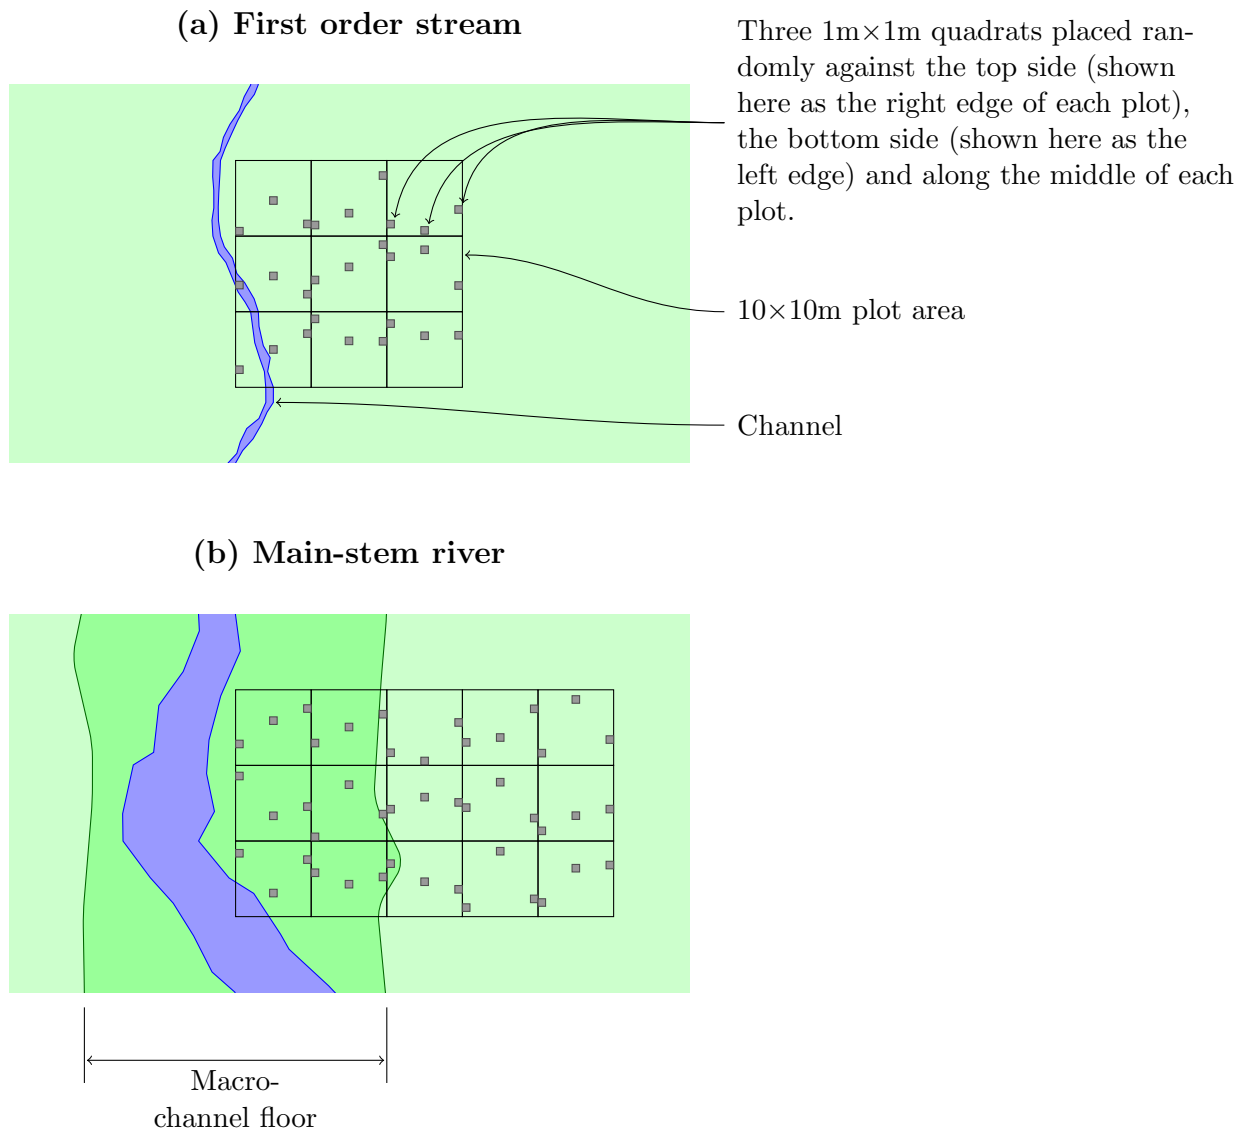 (a) First order stream
Three 1m×1m quadrats placed ran-
domly against the top side (shown
here as the right edge of each plot),
the bottom side (shown here as the
left edge) and along the middle of each
plot.
10×10m plot area
Channel
(b) Main-stem river
Macro-
channel floor